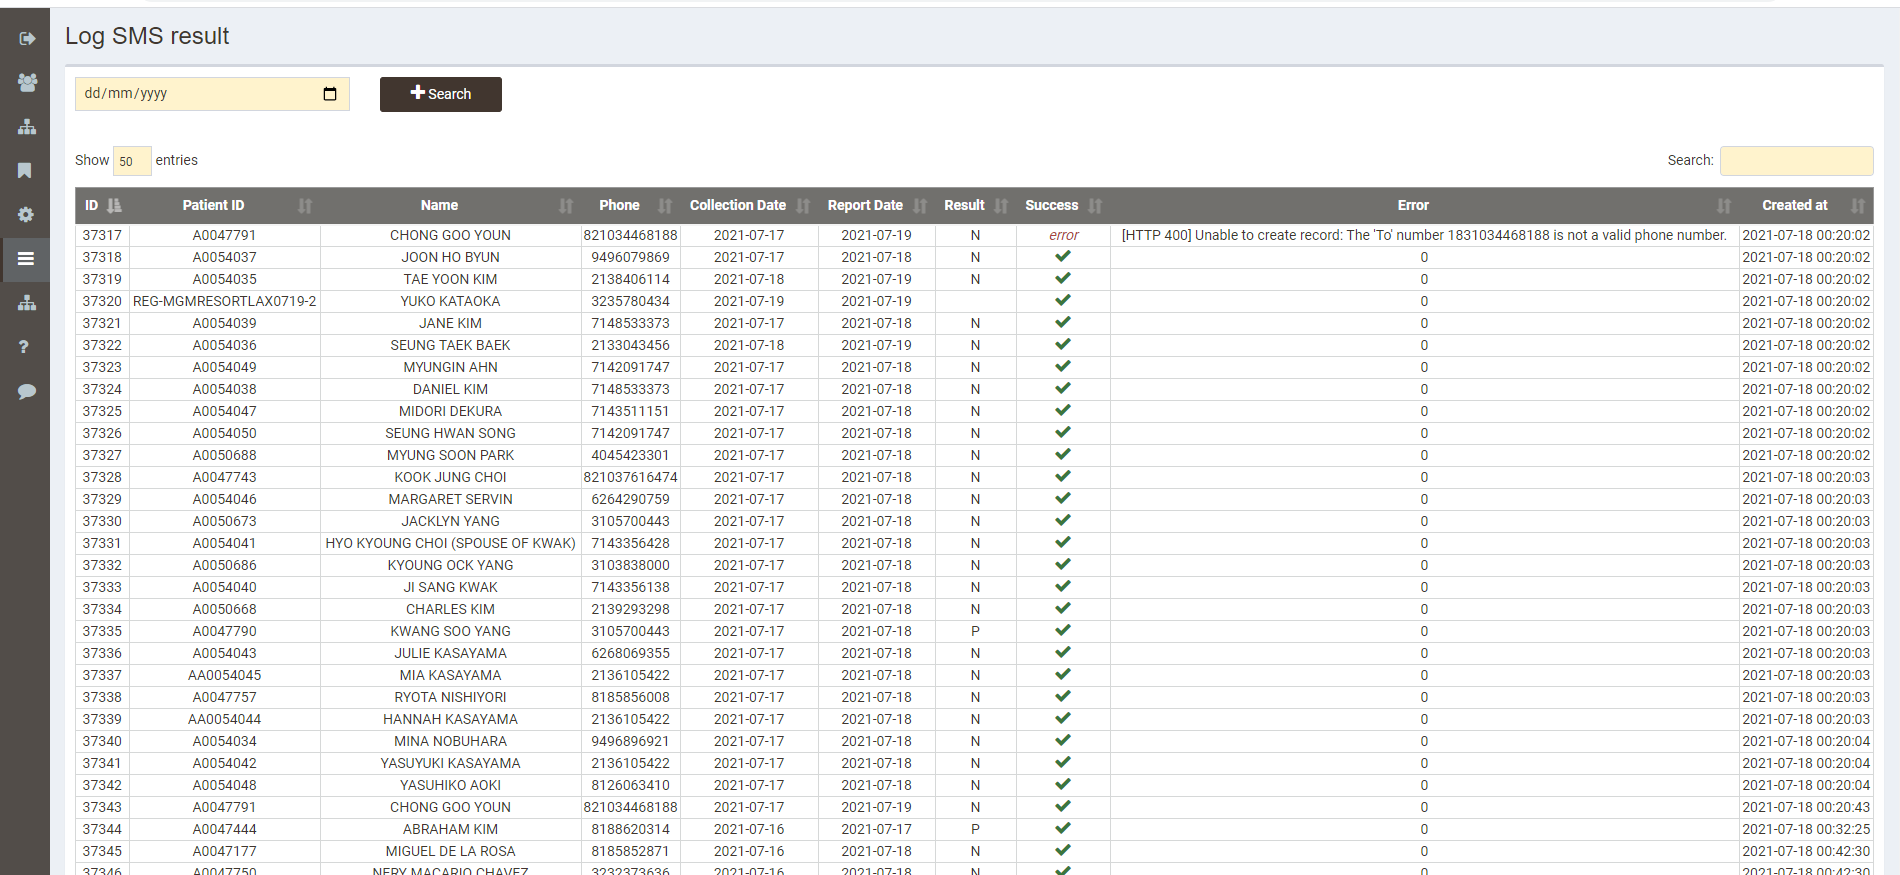 Log SMS result
dd/mm/yyyy
Search
Show 50 entries
Search:
ID Patient ID Name Phone Collection Date Report Date Result Success Error Created at
37317 A0047791 CHONG GOO YOUN 821034468188 2021-07-17 2021-07-19 N error [HTTP 400] Unable to create record: The 'To' number 1831034468188 is not a valid phone number. 2021-07-18 00:20:02
37318 A0054037 JOON HO BYUN 9496079869 2021-07-17 2021-07-18 N 0 2021-07-18 00:20:02
37319 A0054035 TAE YOON KIM 2138406114 2021-07-18 2021-07-19 N 0 2021-07-18 00:20:02
37320 REG-MGMRESORTLAX0719-2 YUKO KATAOKA 3235780434 2021-07-19 2021-07-19 0 2021-07-18 00:20:02
37321 A0054039 JANE KIM 7148533373 2021-07-17 2021-07-18 N 0 2021-07-18 00:20:02
37322 A0054036 SEUNG TAEK BAEK 2133043456 2021-07-18 2021-07-19 N 0 2021-07-18 00:20:02
37323 A0054049 MYUNGIN AHN 7142091747 2021-07-17 2021-07-18 N 0 2021-07-18 00:20:02
37324 A0054038 DANIEL KIM 7148533373 2021-07-17 2021-07-18 N 0 2021-07-18 00:20:02
37325 A0054047 MIDORI DEKURA 7143511151 2021-07-17 2021-07-18 N 0 2021-07-18 00:20:02
37326 A0054050 SEUNG HWAN SONG 7142091747 2021-07-17 2021-07-18 N 0 2021-07-18 00:20:02
37327 A0050688 MYUNG SOON PARK 4045423301 2021-07-17 2021-07-18 N 0 2021-07-18 00:20:02
37328 A0047743 KOOK JUNG CHOI 821037616474 2021-07-17 2021-07-18 N 0 2021-07-18 00:20:03
37329 A0054046 MARGARET SERVIN 6264290759 2021-07-17 2021-07-18 N 0 2021-07-18 00:20:03
37330 A0050673 JACKLYN YANG 3105700443 2021-07-17 2021-07-18 N 0 2021-07-18 00:20:03
37331 A0054041 HYO KYOUNG CHOI (SPOUSE OF KWAK) 7143356428 2021-07-17 2021-07-18 N 0 2021-07-18 00:20:03
37332 A0050686 KYOUNG OCK YANG 3103838000 2021-07-17 2021-07-18 N 0 2021-07-18 00:20:03
37333 A0054040 JI SANG KWAK 7143356138 2021-07-17 2021-07-18 N 0 2021-07-18 00:20:03
37334 A0050668 CHARLES KIM 2139293298 2021-07-17 2021-07-18 N 0 2021-07-18 00:20:03
37335 A0047790 KWANG SOO YANG 3105700443 2021-07-17 2021-07-18 P 0 2021-07-18 00:20:03
37336 A0054043 JULIE KASAYAMA 6268069355 2021-07-17 2021-07-18 N 0 2021-07-18 00:20:03
37337 AA0054045 MIA KASAYAMA 2136105422 2021-07-17 2021-07-18 N 0 2021-07-18 00:20:03
37338 A0047757 RYOTA NISHIYORI 8185856008 2021-07-17 2021-07-18 N 0 2021-07-18 00:20:03
37339 AA0054044 HANNAH KASAYAMA 2136105422 2021-07-17 2021-07-18 N 0 2021-07-18 00:20:03
37340 A0054034 MINA NOBUHARA 9496896921 2021-07-17 2021-07-18 N 0 2021-07-18 00:20:04
37341 A0054042 YASUYUKI KASAYAMA 2136105422 2021-07-17 2021-07-18 N 0 2021-07-18 00:20:04
37342 A0054048 YASUHIKO AOKI 8126063410 2021-07-17 2021-07-18 N 0 2021-07-18 00:20:04
37343 A0047791 CHONG GOO YOUN 821034468188 2021-07-17 2021-07-19 N 0 2021-07-18 00:20:43
37344 A0047444 ABRAHAM KIM 8188620314 2021-07-16 2021-07-17 P 0 2021-07-18 00:32:25
37345 A0047177 MIGUEL DE LA ROSA 8185852871 2021-07-16 2021-07-18 N 0 2021-07-18 00:42:30
37346 A0047750 NERY MACARIO CHAVEZ 3232373636 2021-07-16 2021-07-18 N 0 2021-07-18 00:42:30